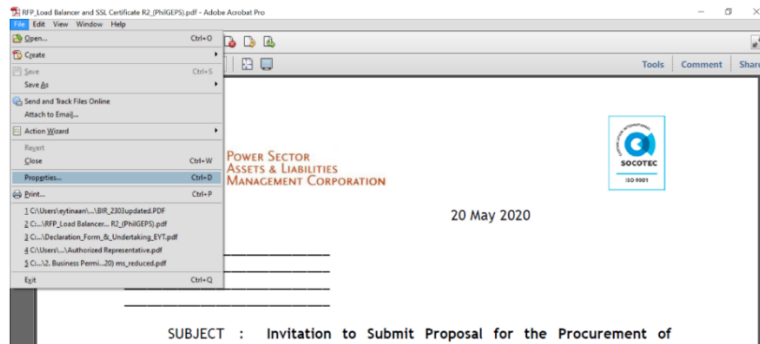 RFP_Load Balancer and SSL Certificate R2_(PhilGEPS).pdf - Adobe Acrobat Pro
File Edit View Window Help
Open... Ctrl+O
Create
Save Ctrl+S
Save As
Send and Track Files Online
Attach to Email...
Action Wizard
Revert
Close Ctrl+W
Properties... Ctrl+D
Print... Ctrl+P
1 C:\Users\eytinaan\...\BIR_2303updated.PDF
2 C:...\RFP_Load Balancer... R2_(PhilGEPS).pdf
3 C:...\Declaration_Form_&_Undertaking_EYT.pdf
4 C:\Users\...\Authorized Representative.pdf
5 C:...\2. Business Permi...20) ms_reduced.pdf
Exit Ctrl+Q
Tools Comment Share
POWER SECTOR
ASSETS & LIABILITIES
MANAGEMENT CORPORATION
SOCOTEC
ISO 9001
20 May 2020
SUBJECT : Invitation to Submit Proposal for the Procurement of